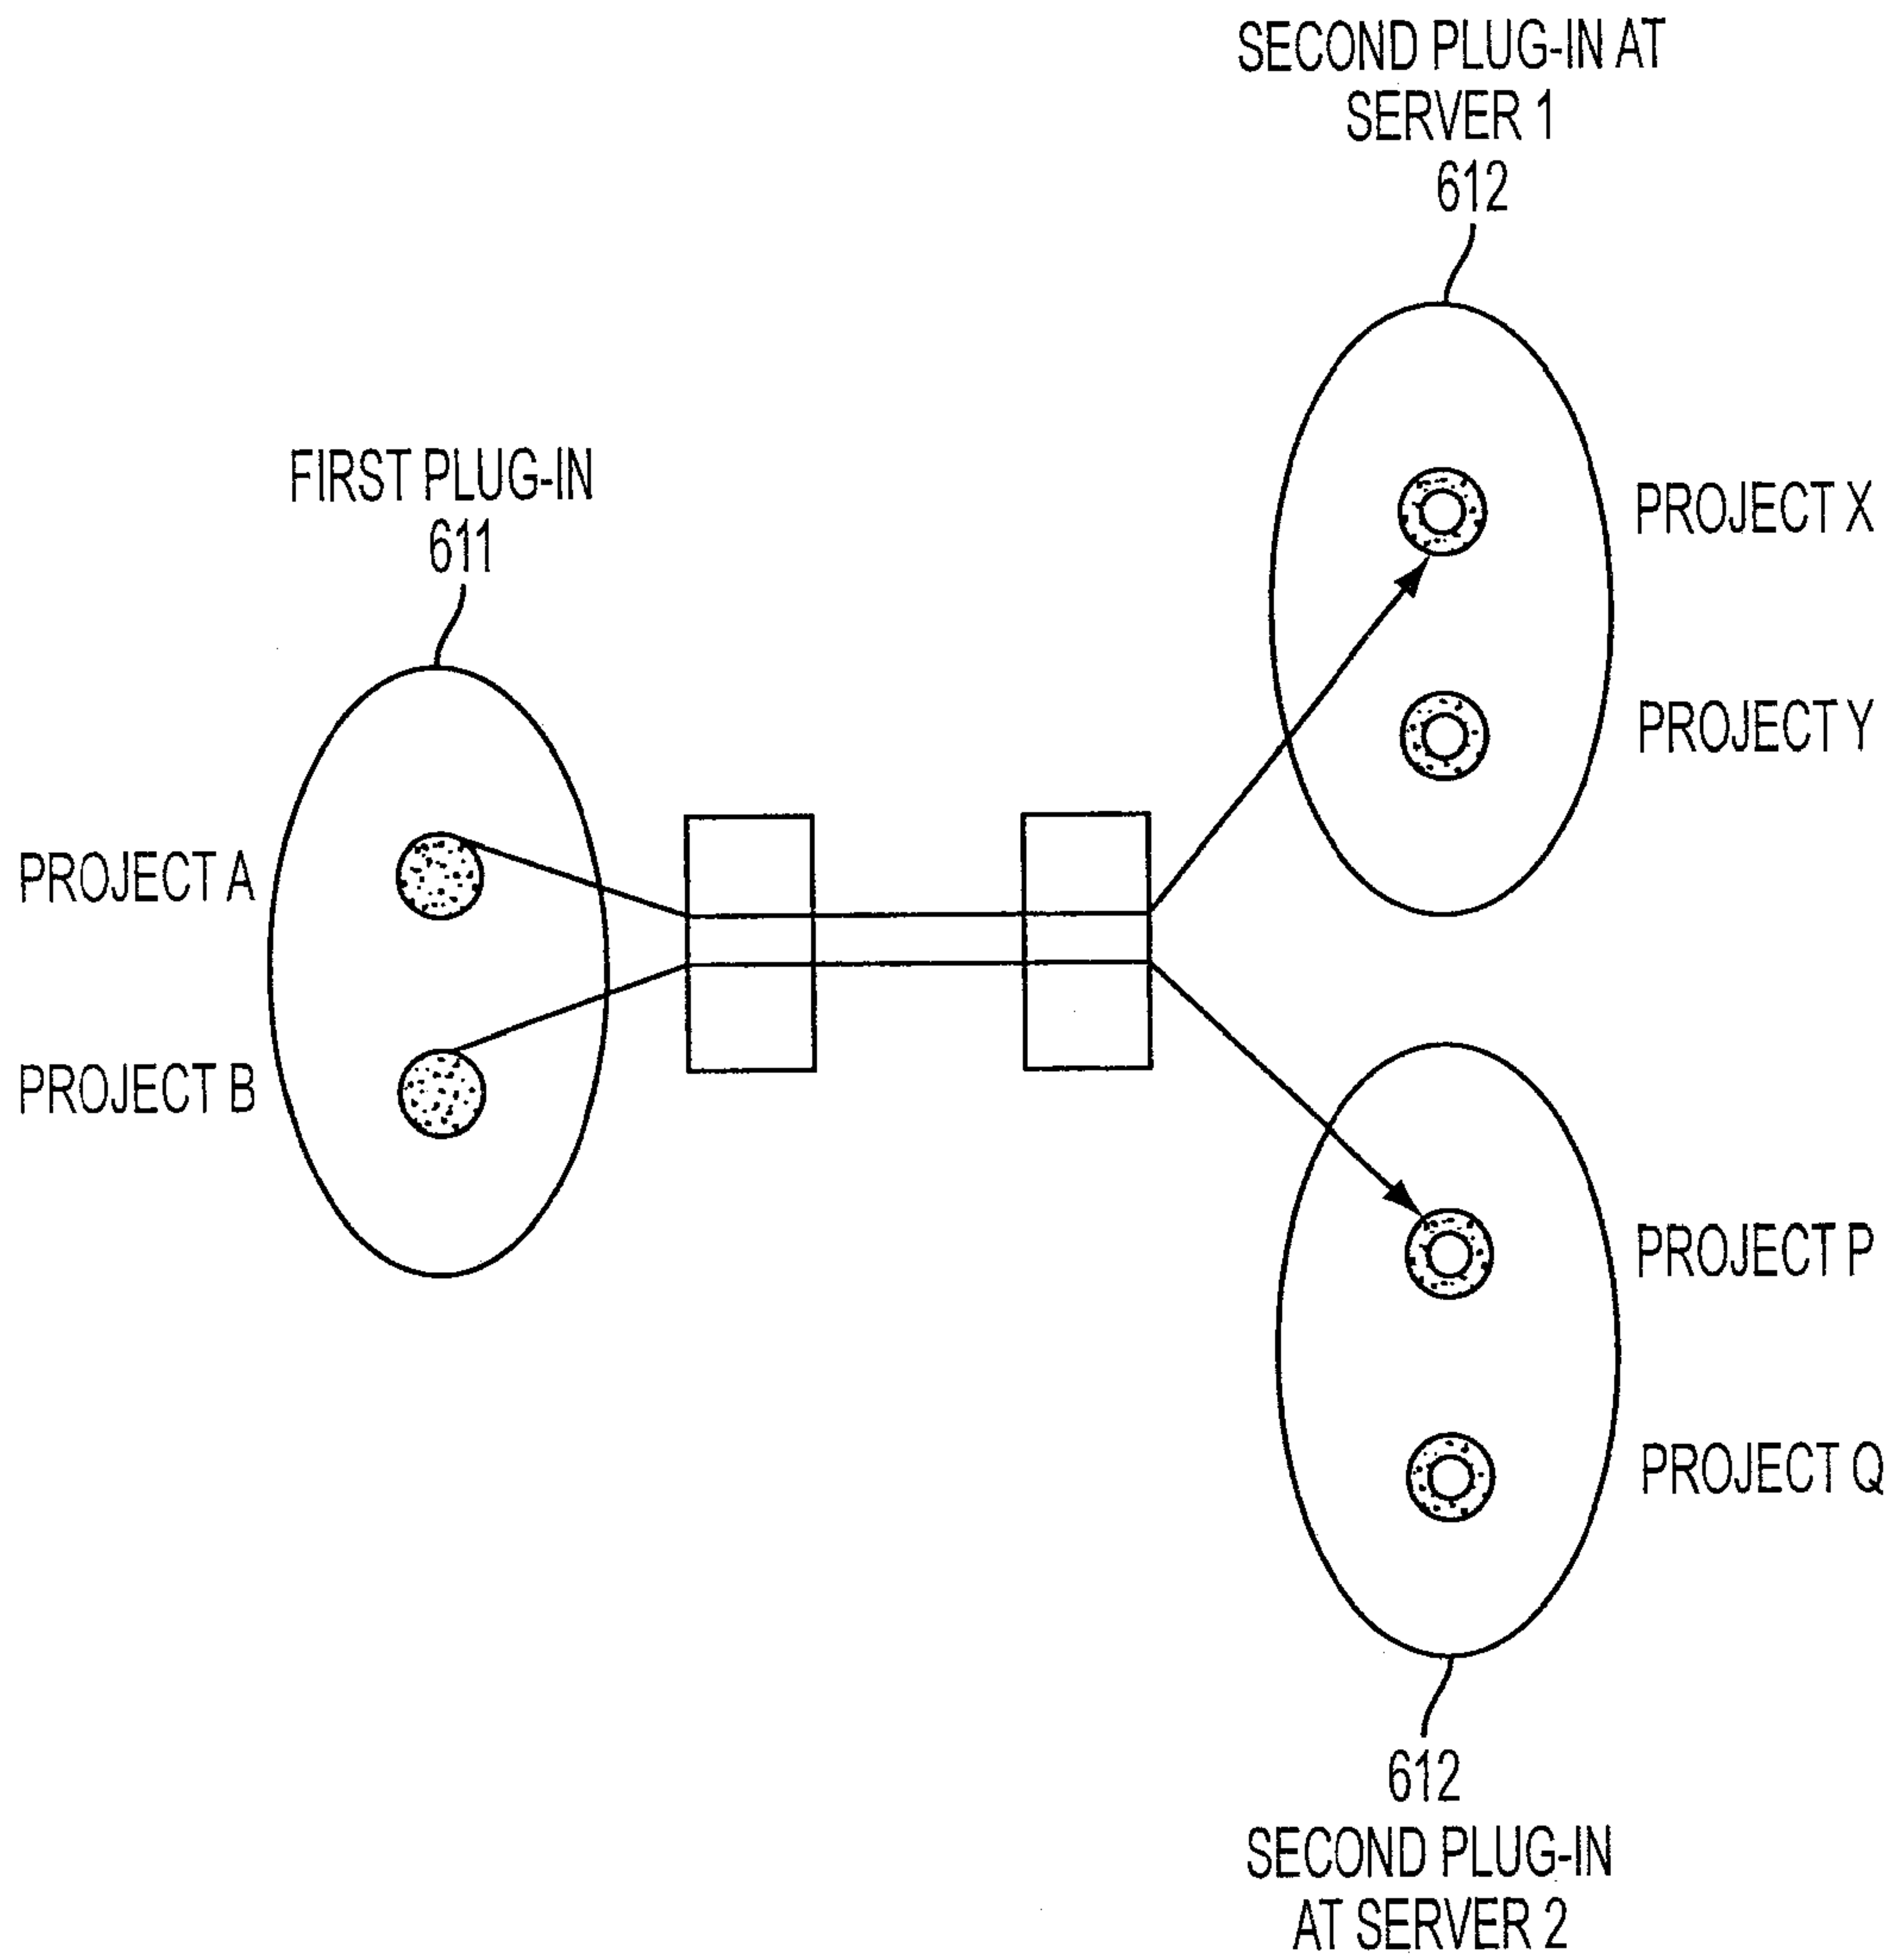 SECOND PLUG-IN AT
SERVER 1
612
FIRST PLUG-IN
611
PROJECT X
PROJECT Y
PROJECT A
PROJECT B
PROJECT P
PROJECT Q
612
SECOND PLUG-IN
AT SERVER 2